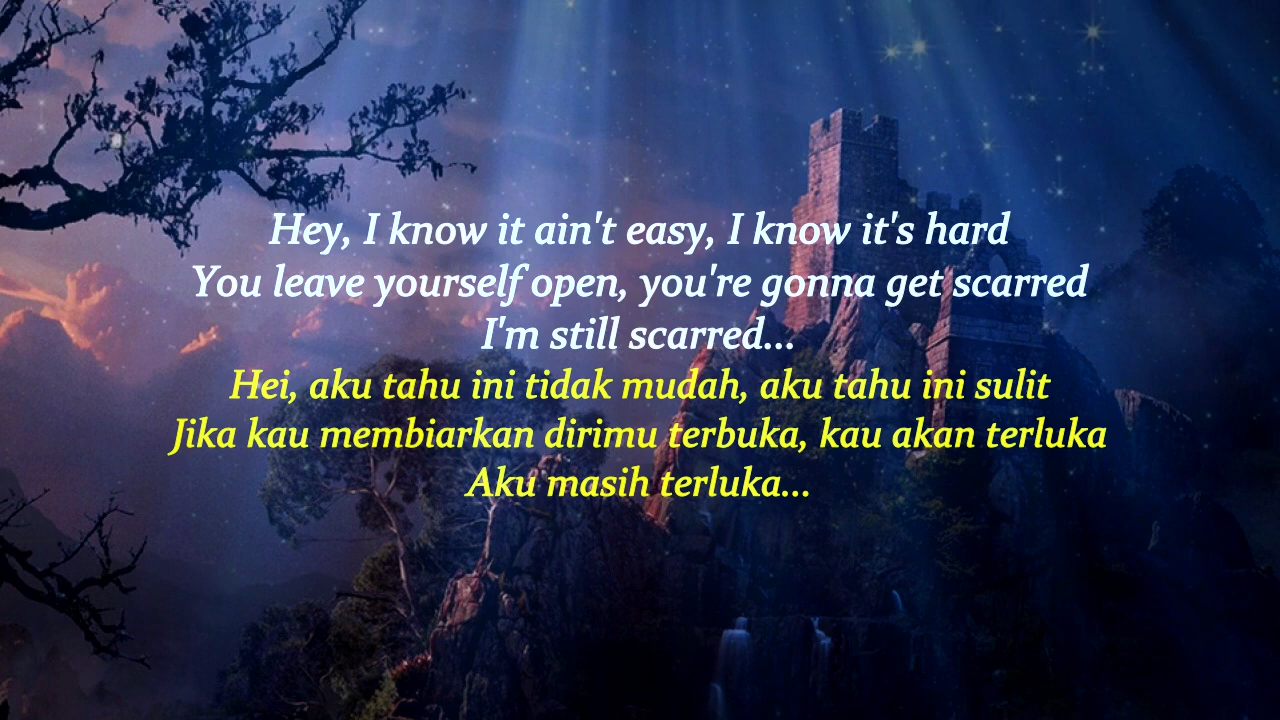 Hey, I know it ain't easy, I know it's hard
You leave yourself open, you're gonna get scarred
I'm still scarred...
Hei, aku tahu ini tidak mudah, aku tahu ini sulit
Jika kau membiarkan dirimu terbuka, kau akan terluka
Aku masih terluka...